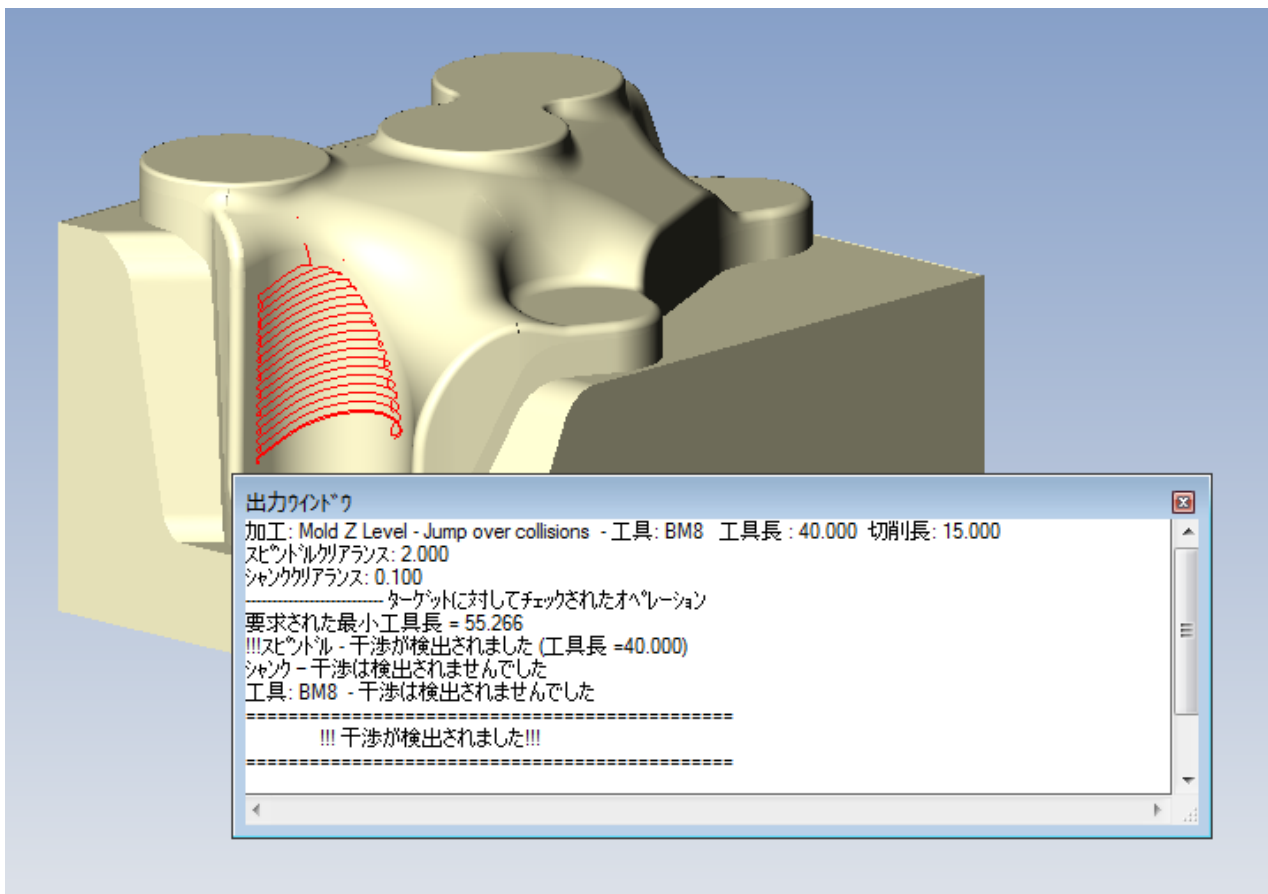 出力ウインドウ
加工: Mold Z Level - Jump over collisions - 工具: BM8 工具長 : 40.000 切削長: 15.000
スピンドルクリアランス: 2.000
シャンククリアランス: 0.100
-------------------------- ターゲットに対してチェックされたオペレーション
要求された最小工具長 = 55.266
!!!スピンドル - 干渉が検出されました (工具長 =40.000)
シャンク – 干渉は検出されませんでした
工具: BM8 - 干渉は検出されませんでした
================================================
!!! 干渉が検出されました!!!
================================================